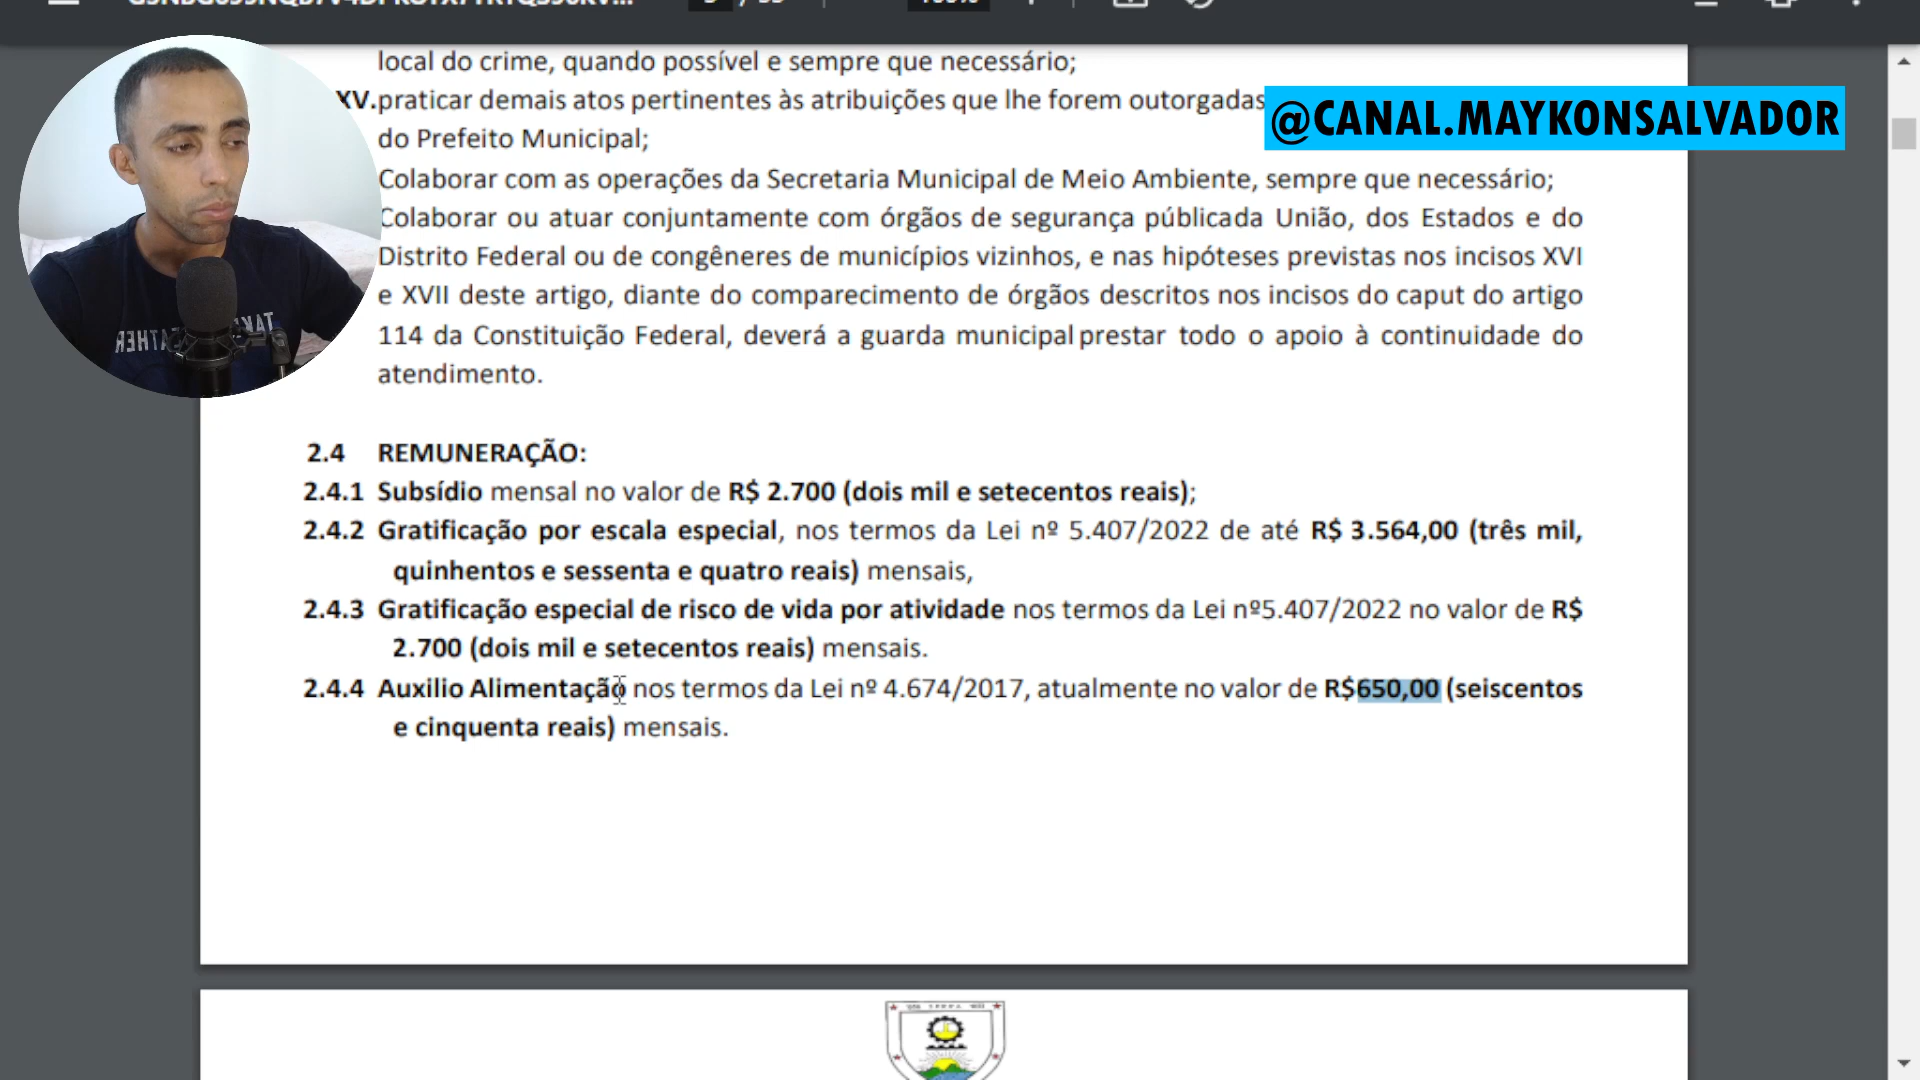 local do crime, quando possível e sempre que necessário;
XV.praticar demais atos pertinentes às atribuições que lhe forem outorgadas
@CANAL.MAYKONSALVADOR
do Prefeito Municipal;
Colaborar com as operações da Secretaria Municipal de Meio Ambiente, sempre que necessário;
Colaborar ou atuar conjuntamente com órgãos de segurança públicada União, dos Estados e do
Distrito Federal ou de congêneres de municípios vizinhos, e nas hipóteses previstas nos incisos XVI
e XVII deste artigo, diante do comparecimento de órgãos descritos nos incisos do caput do artigo
114 da Constituição Federal, deverá a guarda municipal prestar todo o apoio à continuidade do
atendimento.
2.4 REMUNERAÇÃO:
2.4.1 Subsídio mensal no valor de R$ 2.700 (dois mil e setecentos reais);
2.4.2 Gratificação por escala especial, nos termos da Lei nº 5.407/2022 de até R$ 3.564,00 (três mil,
quinhentos e sessenta e quatro reais) mensais,
2.4.3 Gratificação especial de risco de vida por atividade nos termos da Lei nº5.407/2022 no valor de R$
2.700 (dois mil e setecentos reais) mensais.
2.4.4 Auxilio Alimentação nos termos da Lei nº 4.674/2017, atualmente no valor de R$650,00 (seiscentos
e cinquenta reais) mensais.